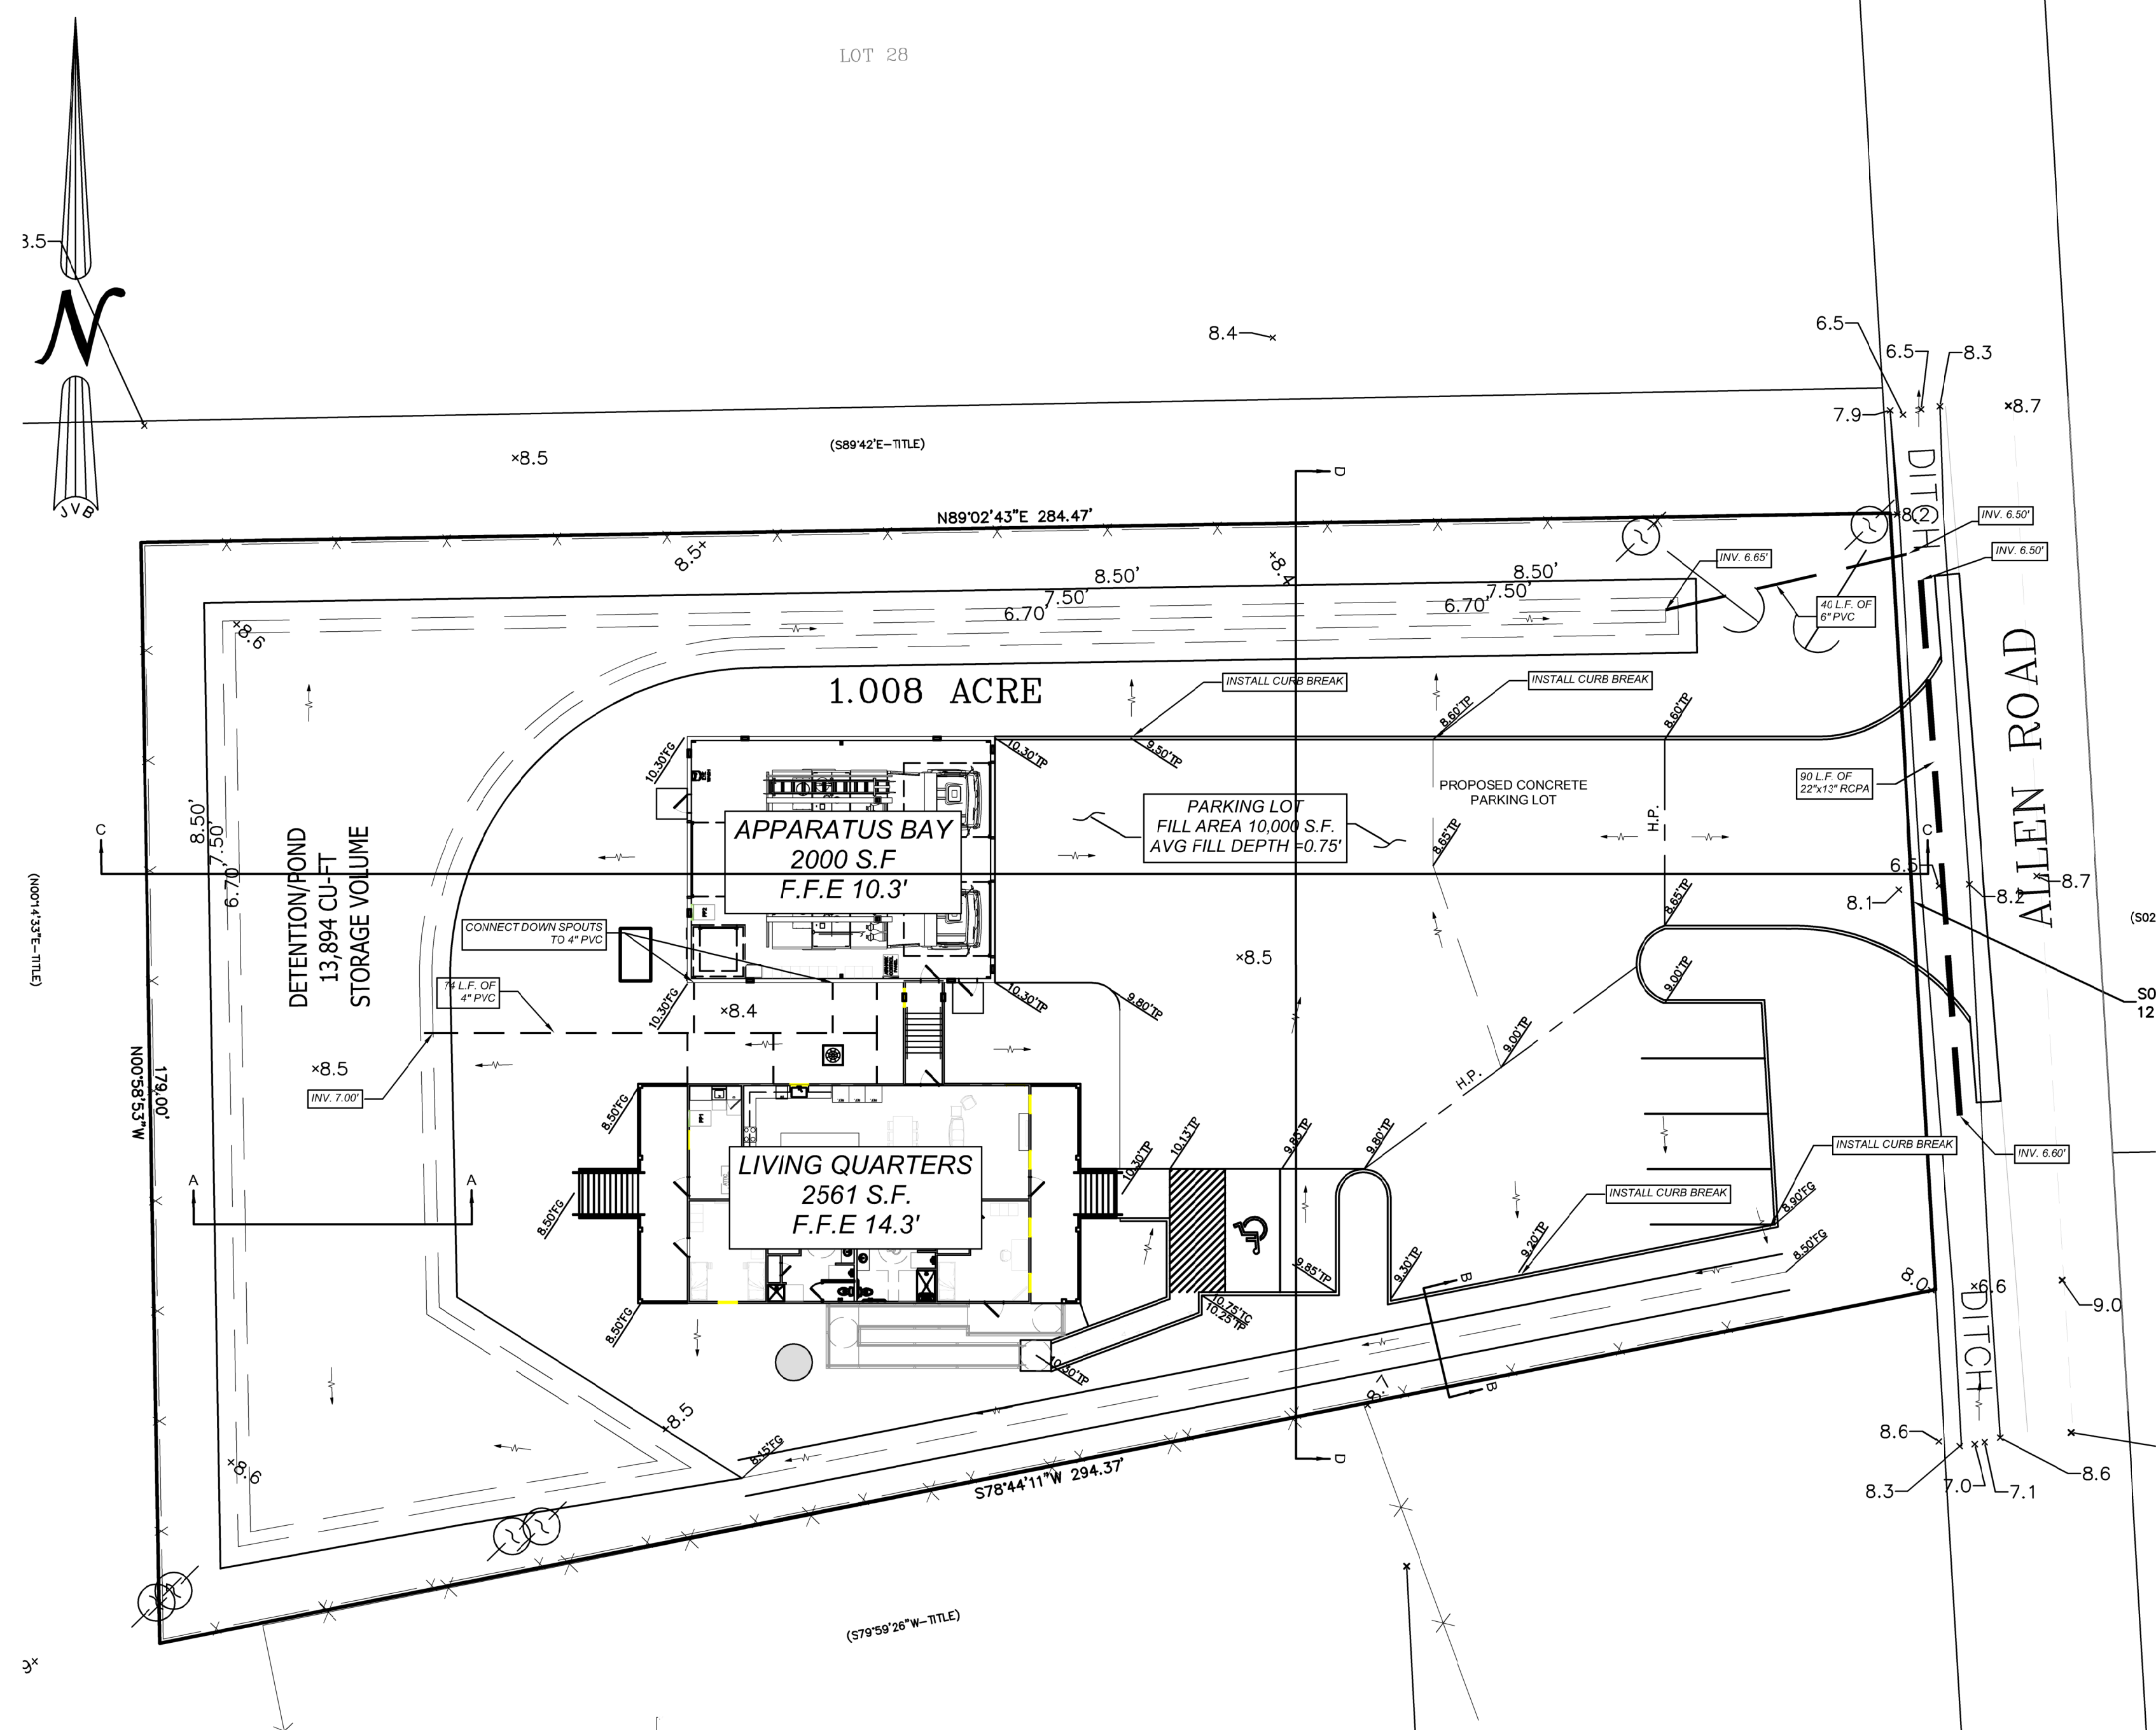 LOT 28
N
JVB
8.4
6.5
6.5
8.3
7.9
×8.7
(S89°42'E-TITLE)
×8.5
DITCH
D
N89°02'43"E 284.47'
INV. 6.50'
INV. 6.50'
8.5
8.4
INV. 6.65'
8.50'
7.50'
6.70'
8.50'
7.50'
6.70'
40 L.F. OF
6" PVC
×8.6
1.008 ACRE
INSTALL CURB BREAK
INSTALL CURB BREAK
8.60'TP
8.60'TP
ALLEN ROAD
10.30'FG
10.30'TP
9.50'TP
PROPOSED CONCRETE
PARKING LOT
90 L.F. OF
22"x13" RCPA
PARKING LOT
FILL AREA 10,000 S.F.
AVG FILL DEPTH =0.75'
H.P.
APPARATUS BAY
2000 S.F
F.F.E 10.3'
8.65'TP
8.50'
7.50'
6.70'
C
C
DETENTION/POND
13,894 CU-FT
STORAGE VOLUME
6.5
8.1
8.2
8.7
(N00°14'33"E-TITLE)
8.65'TP
(S02
CONNECT DOWN SPOUTS
TO 4" PVC
×8.5
9.00'TP
74 L.F. OF
4" PVC
10.30'FG
×8.4
10.30'TP
9.80'TP
S0
12
9.00'TP
×8.5
INV. 7.00'
H.P.
N00°58'53"W
179.00'
8.50'FG
INSTALL CURB BREAK
INV. 6.60'
10.30'TP
10.13'TP
9.85'TP
9.80'TP
LIVING QUARTERS
2561 S.F.
F.F.E 14.3'
A
A
INSTALL CURB BREAK
8.90'FG
8.50'FG
9.20'TP
8.50'FG
9.85'TP
9.30'TP
B
8.0
×6.6
9.0
DITCH
10.75'TC
10.25'TP
8.50'FG
10.30'TP
B
8.7
8.5
8.15'FG
D
S78°44'11"W 294.37'
×8.6
8.6
8.3
7.0
7.1
8.6
(S79°59'26"W-TITLE)